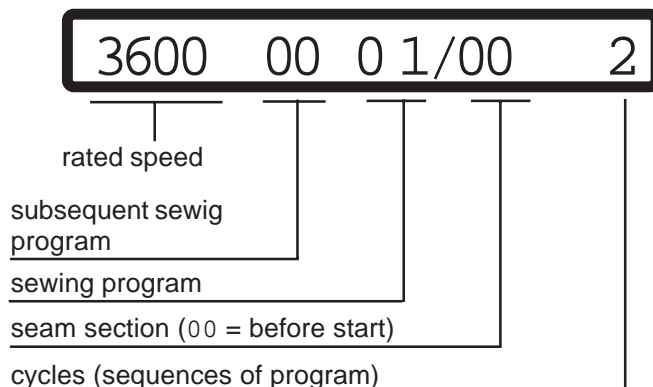 3600 00 0 1/00 2
rated speed
subsequent sewig
program
sewing program
seam section (00 = before start)
cycles (sequences of program)